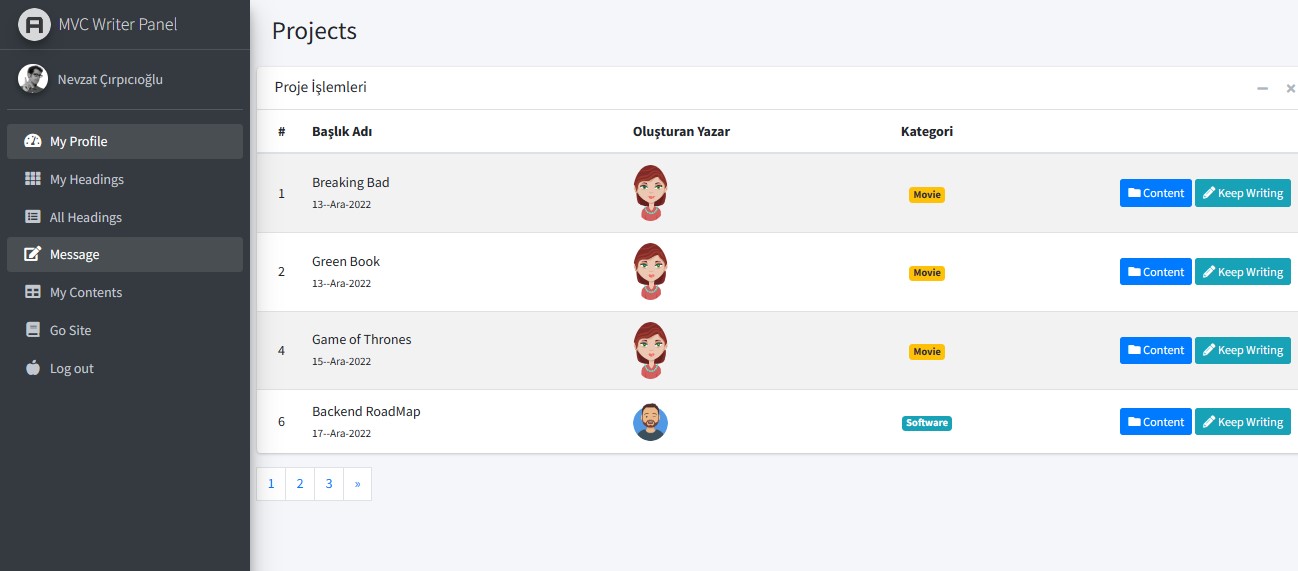 MVC Writer Panel
Nevzat Çırpıcıoğlu
My Profile
My Headings
All Headings
Message
My Contents
Go Site
Log out
Projects
Proje İşlemleri
# Başlık Adı Oluşturan Yazar Kategori
1 Breaking Bad Movie Content Keep Writing
13--Ara-2022
2 Green Book Movie Content Keep Writing
13--Ara-2022
4 Game of Thrones Movie Content Keep Writing
15--Ara-2022
6 Backend RoadMap Software Content Keep Writing
17--Ara-2022
1 2 3 »